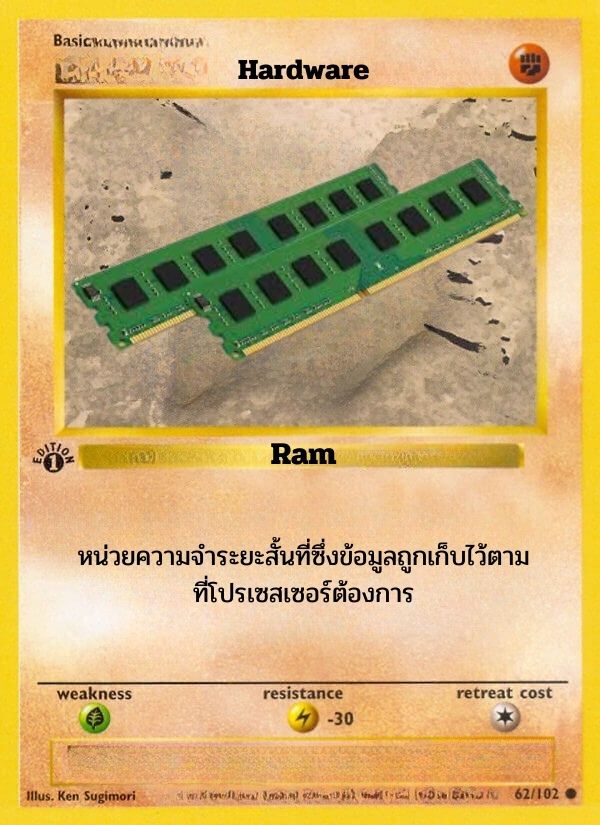 Basic
Hardware
EDITION
1
Ram
หน่วยความจำระยะสั้นที่ซึ่งข้อมูลถูกเก็บไว้ตาม
ที่โปรเซสเซอร์ต้องการ
weakness resistance retreat cost
-30
Illus. Ken Sugimori 62/102